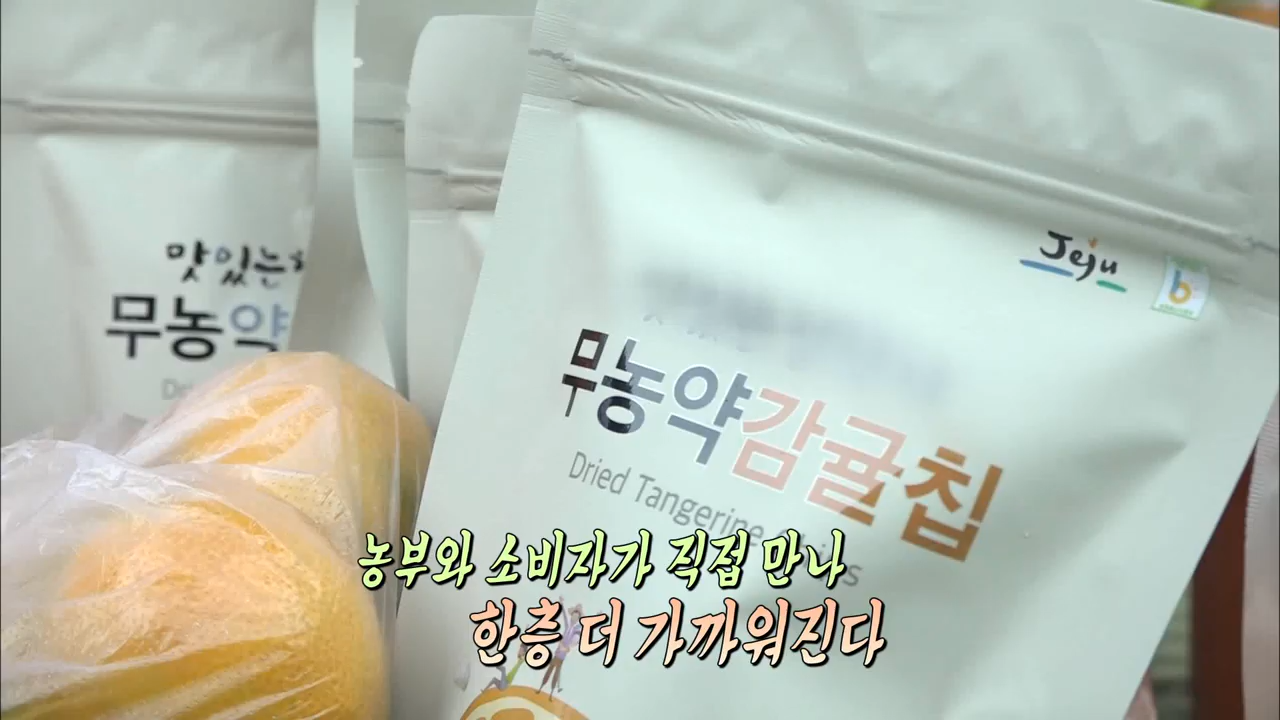 맛있는
무농약
Jeju
b
무농약감귤칩
Dried Tangerine
농부와 소비자가 직접 만나
한층 더 가까워진다